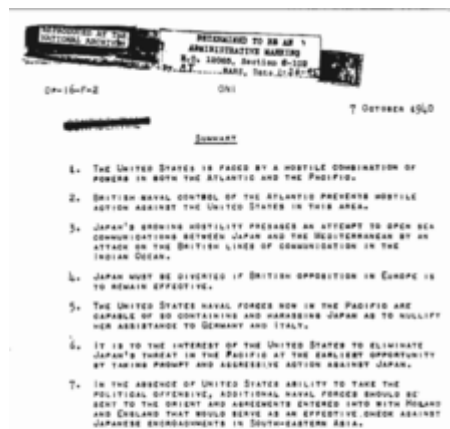 REPRODUCED AT THE
NATIONAL ARCHIVES
DETERMINED TO BE AN
ADMINISTRATIVE MARKING
E.O. 12065, Section 6-102
NARS, Date
Op-16-F-2
ONI
7 October 1940
Summary
1. The United States is faced by a hostile combination of
powers in both the Atlantic and the Pacific.
2. British naval control of the Atlantic prevents hostile
action against the United States in this area.
3. Japan's growing hostility presages an attempt to open sea
communications between Japan and the Mediterranean by an
attack on the British lines of communication in the
Indian Ocean.
4. Japan must be diverted if British opposition in Europe is
to remain effective.
5. The United States naval forces now in the Pacific are
capable of so containing and harassing Japan as to nullify
her assistance to Germany and Italy.
6. It is to the interest of the United States to eliminate
Japan's threat in the Pacific at the earliest opportunity
by taking prompt and aggressive action against Japan.
7. In the absence of United States ability to take the
political offensive, additional naval forces should be
sent to the Orient and agreements entered into with Holland
and England that would serve as an effective check against
Japanese encroachments in South-eastern Asia.